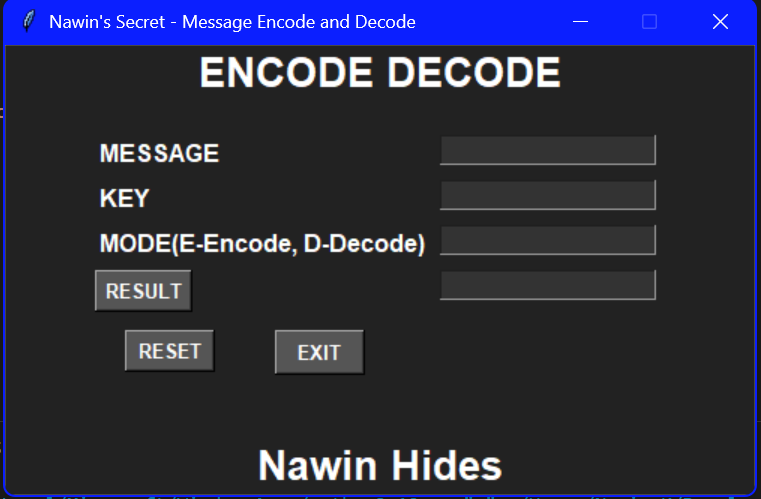 Nawin's Secret - Message Encode and Decode
ENCODE DECODE
MESSAGE
KEY
MODE(E-Encode, D-Decode)
RESULT
RESET EXIT
Nawin Hides